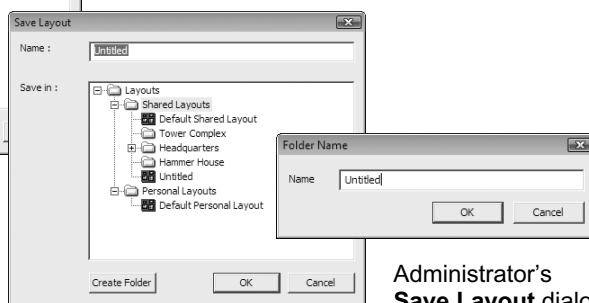 Save Layout
Name :
Untitled
Save in :
Layouts
Shared Layouts
Default Shared Layout
Tower Complex
Headquarters
Hammer House
Untitled
Personal Layouts
Default Personal Layout
Create Folder
OK
Cancel
Folder Name
Name
Untitled
OK
Cancel
Administrator's
Save Layout